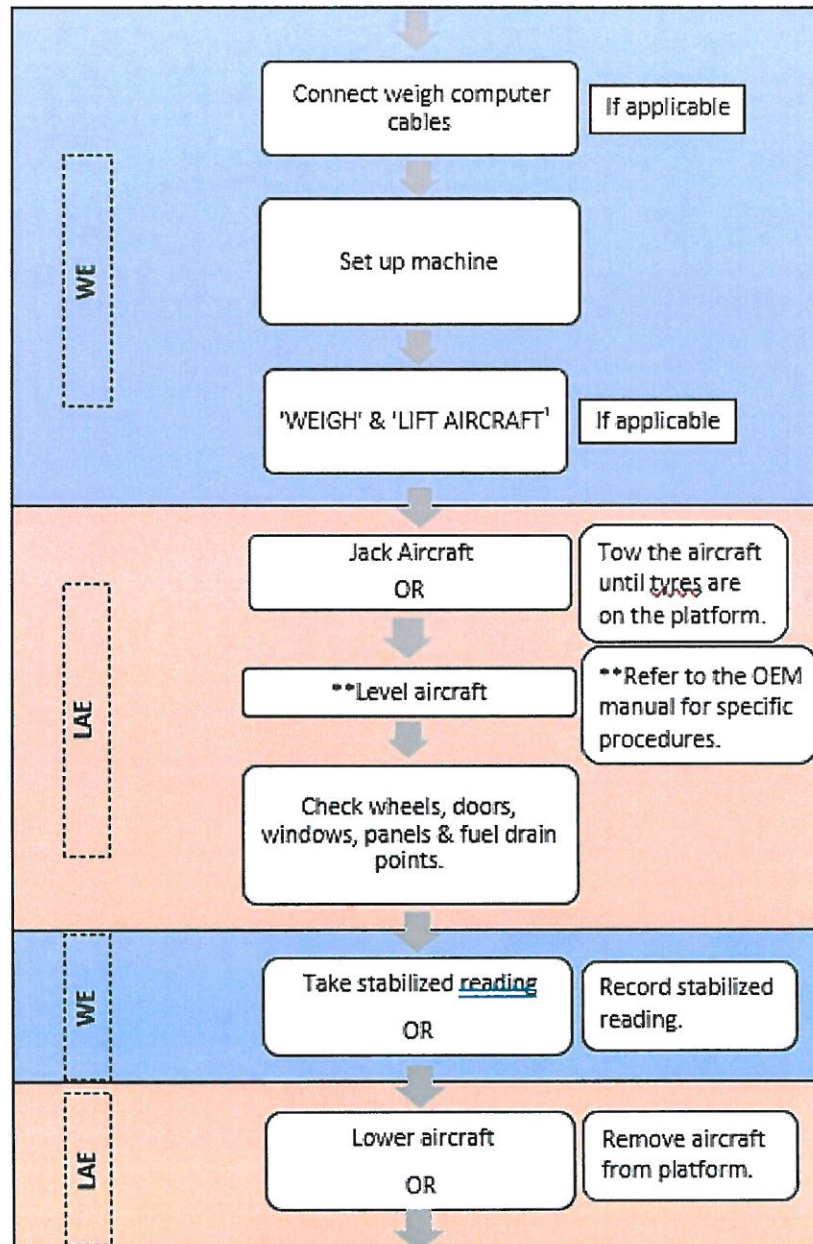 Connect weigh computer
cables
If applicable
WE
Set up machine
'WEIGH' & 'LIFT AIRCRAFT¹
If applicable
Jack Aircraft
OR
Tow the aircraft
until tyres are
on the platform.
LAE
**Level aircraft
**Refer to the OEM
manual for specific
procedures.
Check wheels, doors,
windows, panels & fuel drain
points.
WE
Take stabilized reading
OR
Record stabilized
reading.
LAE
Lower aircraft
OR
Remove aircraft
from platform.